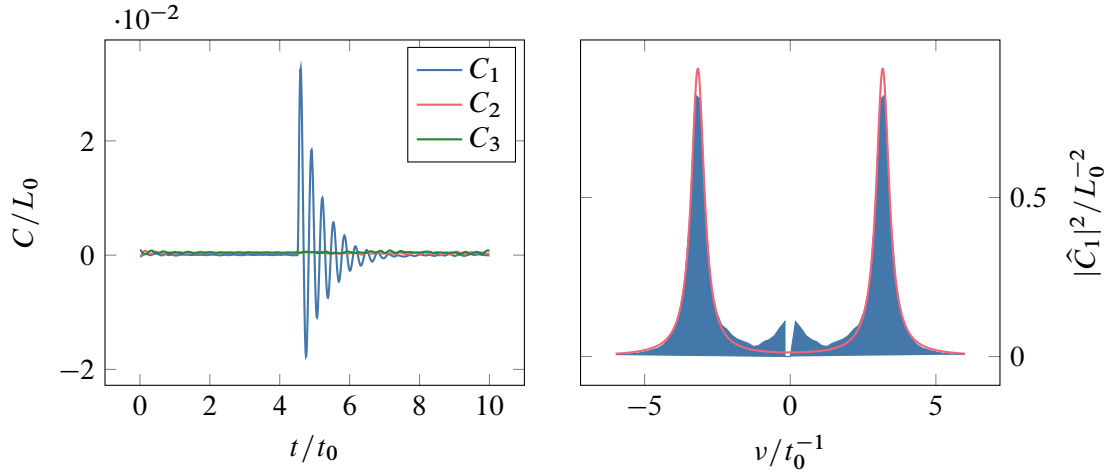 ·10⁻²
C₁
C₂
C₃
2
0
−2
C/L₀
0
2
4
6
8
10
t/t₀
0.5
0
|Ĉ₁|²/L₀⁻²
−5
0
5
ν/t₀⁻¹